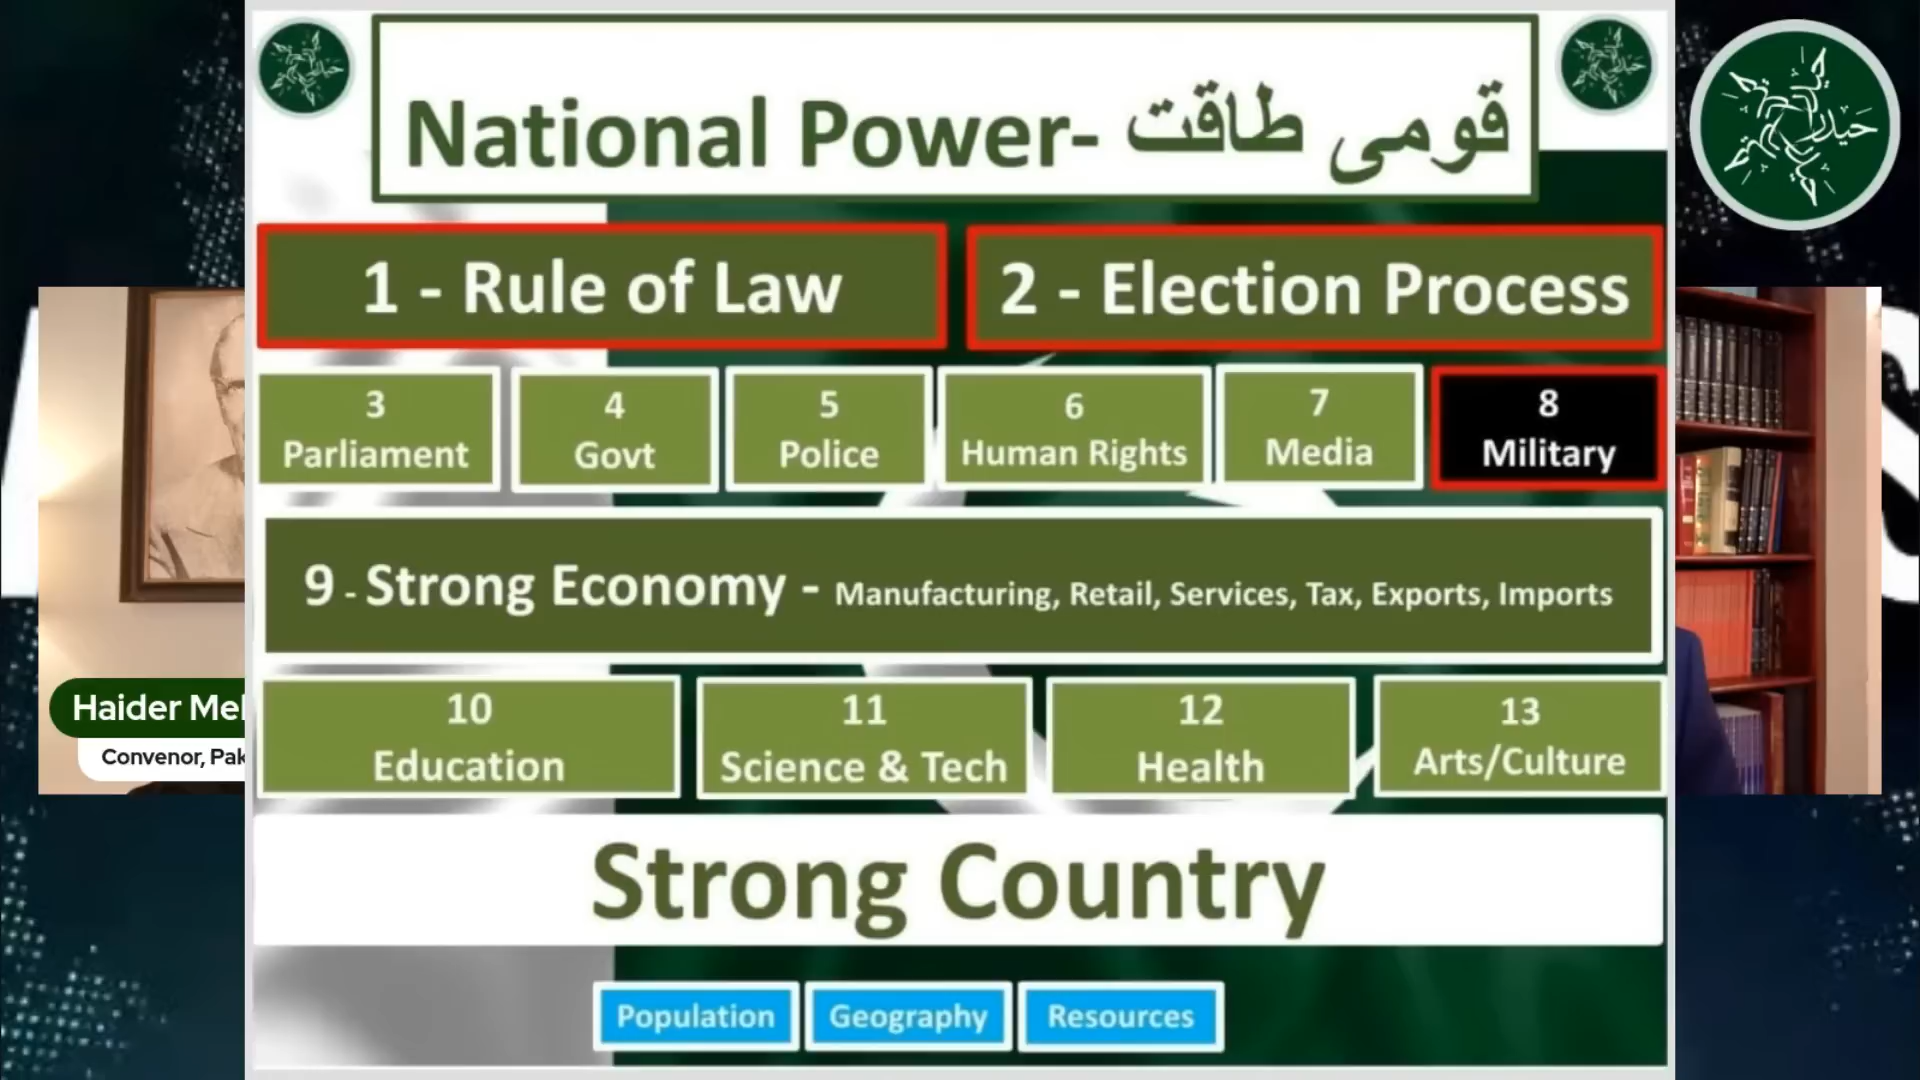 National Power- قومی طاقت
حیدر
1 - Rule of Law
2 - Election Process
3
Parliament
4
Govt
5
Police
6
Human Rights
7
Media
8
Military
9 - Strong Economy - Manufacturing, Retail, Services, Tax, Exports, Imports
10
Education
11
Science & Tech
12
Health
13
Arts/Culture
Haider
Convenor,
Strong Country
Population
Geography
Resources